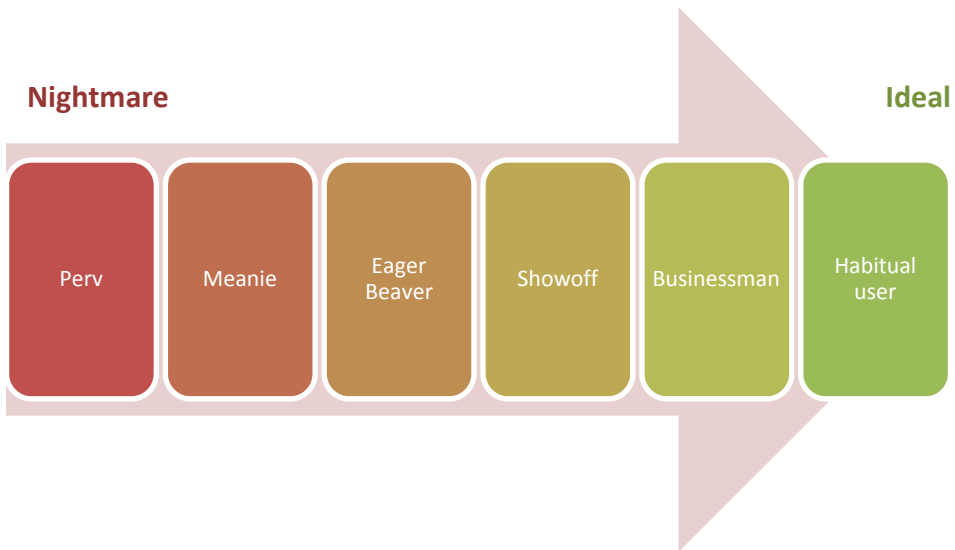 Nightmare
Ideal
Perv
Meanie
Eager
Beaver
Showoff
Businessman
Habitual
user